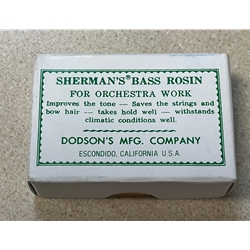 SHERMAN'S® BASS ROSIN
FOR ORCHESTRA WORK
Improves the tone — Saves the strings and
bow hair -- takes hold well — withstands
climatic conditions well.
DODSON'S MFG. COMPANY
ESCONDIDO, CALIFORNIA U.S.A.